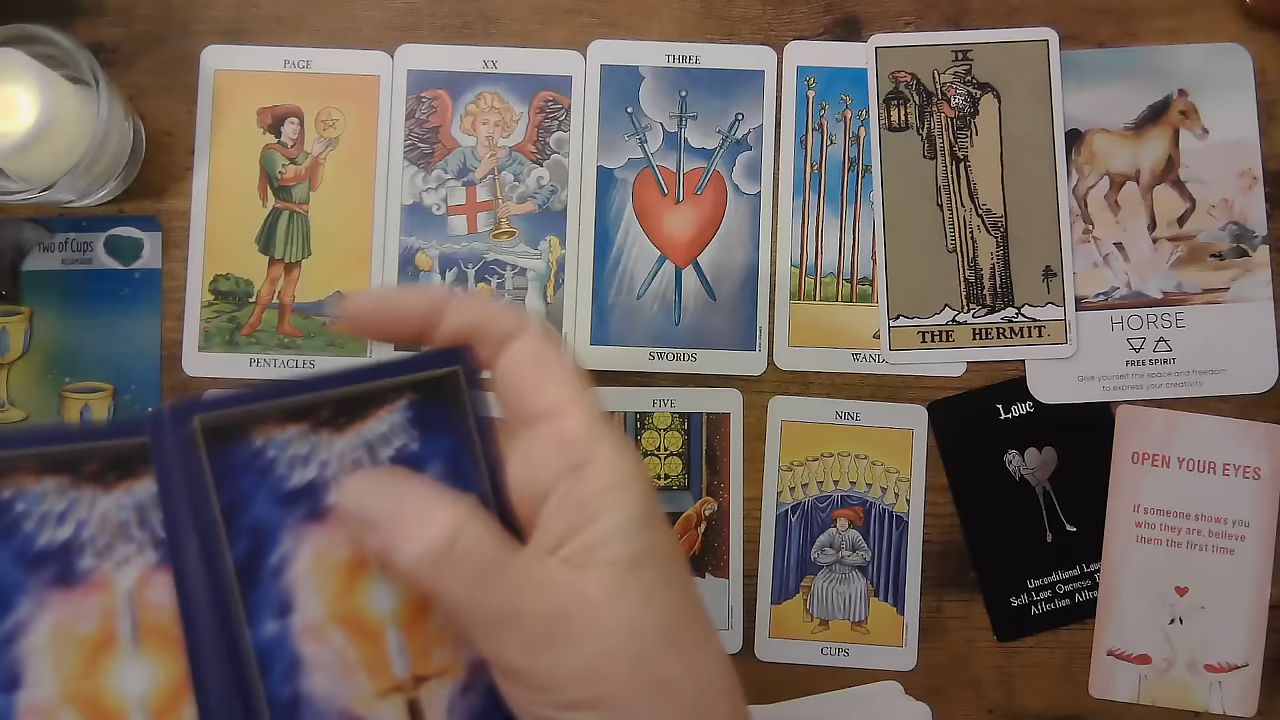 PAGE
PENTACLES
XX
THREE
SWORDS
WAND
IX
THE HERMIT.
HORSE
FREE SPIRIT
Give yourself the space and freedom
to express your creativity
Two of Cups
FIVE
NINE
CUPS
Love
Unconditional Love
Self-Love Oneness
Affection
OPEN YOUR EYES
If someone shows you
who they are, believe
them the first time